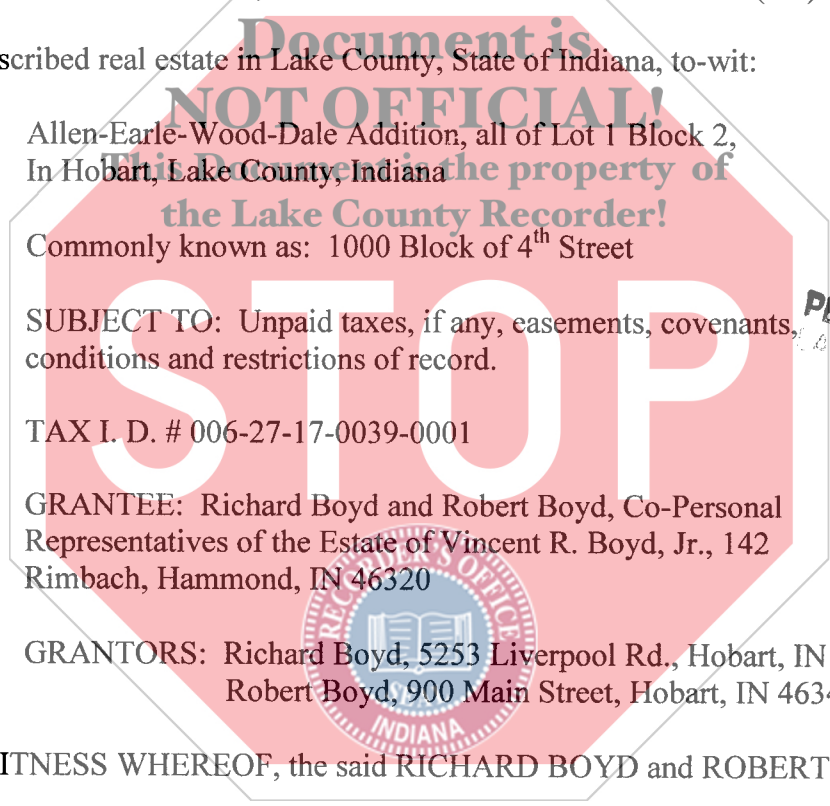 Document is
scribed real estate in Lake County, State of Indiana, to-wit:
NOT OFFICIAL!
Allen-Earle-Wood-Dale Addition, all of Lot 1 Block 2,
This Document is the property of
In Hobart, Lake County, Indiana
the Lake County Recorder!
Commonly known as: 1000 Block of 4th Street
STOP
SUBJECT TO: Unpaid taxes, if any, easements, covenants,
conditions and restrictions of record.
TAX I. D. # 006-27-17-0039-0001
GRANTEE: Richard Boyd and Robert Boyd, Co-Personal
Representatives of the Estate of Vincent R. Boyd, Jr., 142
Rimbach, Hammond, IN 46320
RECORDER'S OFFICE
GRANTORS: Richard Boyd, 5253 Liverpool Rd., Hobart, IN
Robert Boyd, 900 Main Street, Hobart, IN 4634
INDIANA
ITNESS WHEREOF, the said RICHARD BOYD and ROBERT